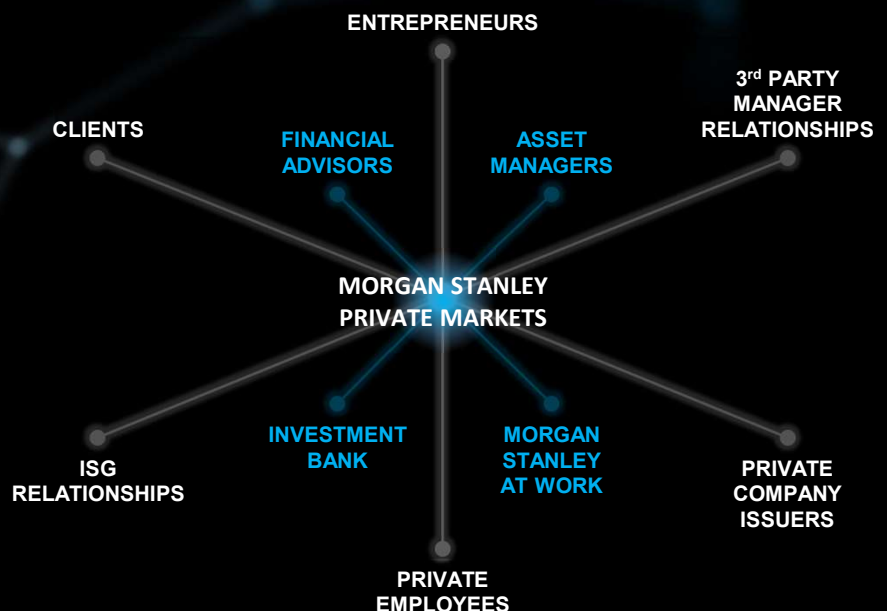 ENTREPRENEURS
3rd PARTY
MANAGER
RELATIONSHIPS
CLIENTS
FINANCIAL
ADVISORS
ASSET
MANAGERS
MORGAN STANLEY
PRIVATE MARKETS
INVESTMENT
BANK
MORGAN
STANLEY
AT WORK
ISG
RELATIONSHIPS
PRIVATE
COMPANY
ISSUERS
PRIVATE
EMPLOYEES